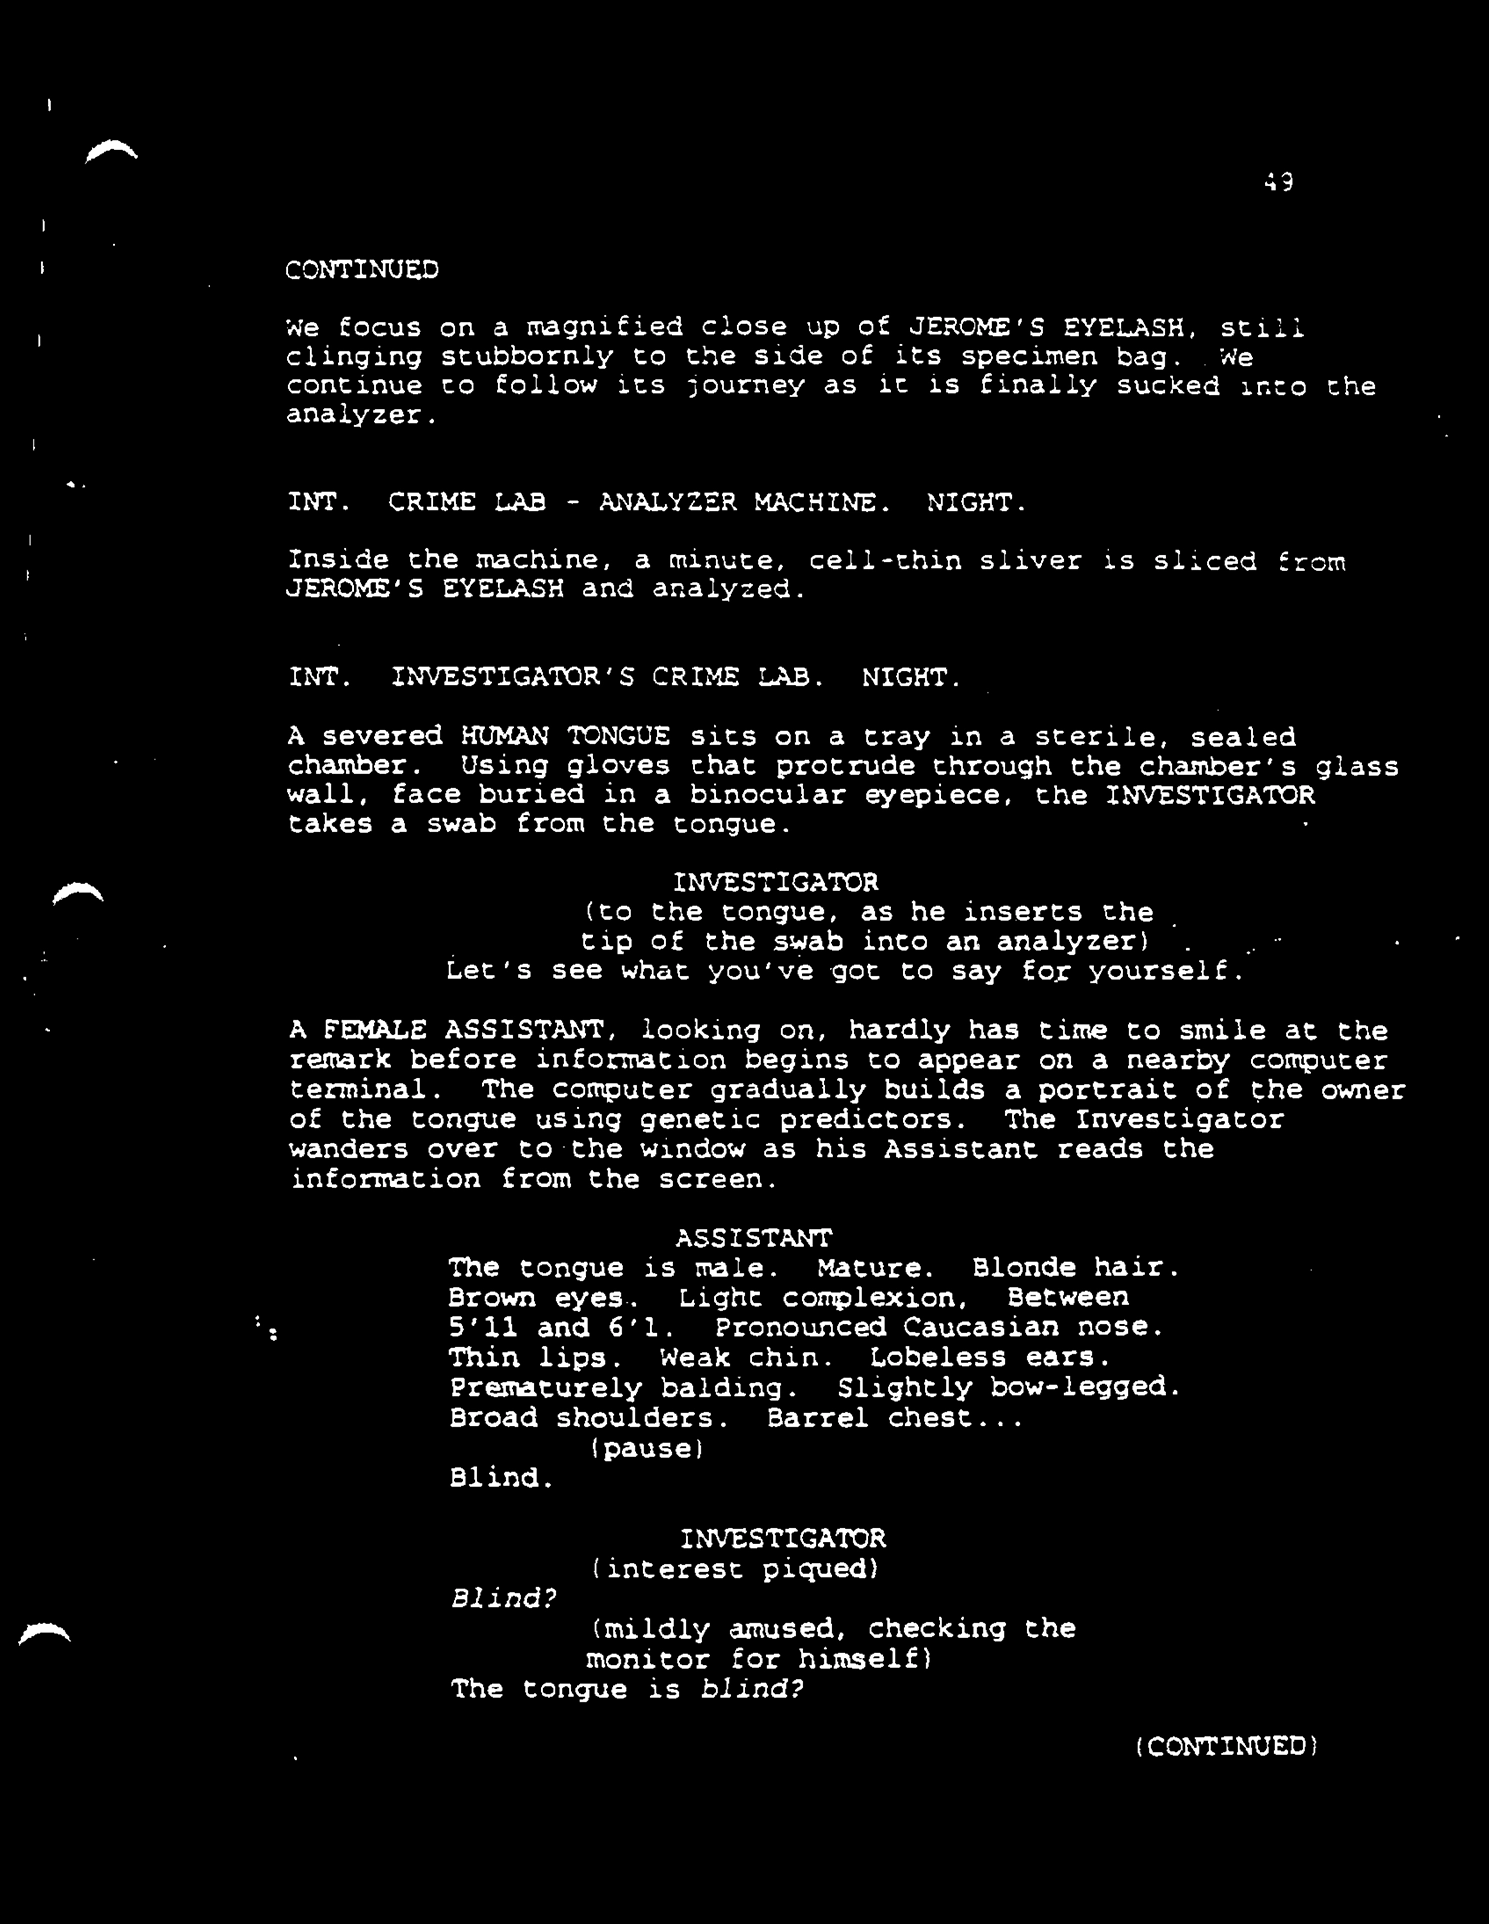 49
CONTINUED
We focus on a magnified close up of JEROME'S EYELASH, still
clinging stubbornly to the side of its specimen bag. We
continue to follow its journey as it is finally sucked into the
analyzer.
INT. CRIME LAB - ANALYZER MACHINE. NIGHT.
Inside the machine, a minute, cell-thin sliver is sliced from
JEROME'S EYELASH and analyzed.
INT. INVESTIGATOR'S CRIME LAB. NIGHT.
A severed HUMAN TONGUE sits on a tray in a sterile, sealed
chamber. Using gloves that protrude through the chamber's glass
wall, face buried in a binocular eyepiece, the INVESTIGATOR
takes a swab from the tongue.
INVESTIGATOR
(to the tongue, as he inserts the
tip of the swab into an analyzer)
Let's see what you've got to say for yourself.
A FEMALE ASSISTANT, looking on, hardly has time to smile at the
remark before information begins to appear on a nearby computer
terminal. The computer gradually builds a portrait of the owner
of the tongue using genetic predictors. The Investigator
wanders over to the window as his Assistant reads the
information from the screen.
ASSISTANT
The tongue is male. Mature. Blonde hair.
Brown eyes. Light complexion, Between
5'11 and 6'1. Pronounced Caucasian nose.
Thin lips. Weak chin. Lobeless ears.
Prematurely balding. Slightly bow-legged.
Broad shoulders. Barrel chest...
(pause)
Blind.
INVESTIGATOR
(interest piqued)
Blind?
(mildly amused, checking the
monitor for himself)
The tongue is blind?
(CONTINUED)